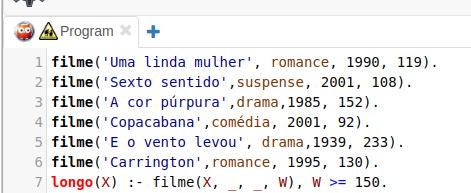 Program
1 filme('Uma linda mulher', romance, 1990, 119).
2 filme('Sexto sentido',suspense, 2001, 108).
3 filme('A cor púrpura',drama,1985, 152).
4 filme('Copacabana',comédia, 2001, 92).
5 filme('E o vento levou', drama,1939, 233).
6 filme('Carrington',romance, 1995, 130).
7 longo(X) :- filme(X, _, _, W), W >= 150.